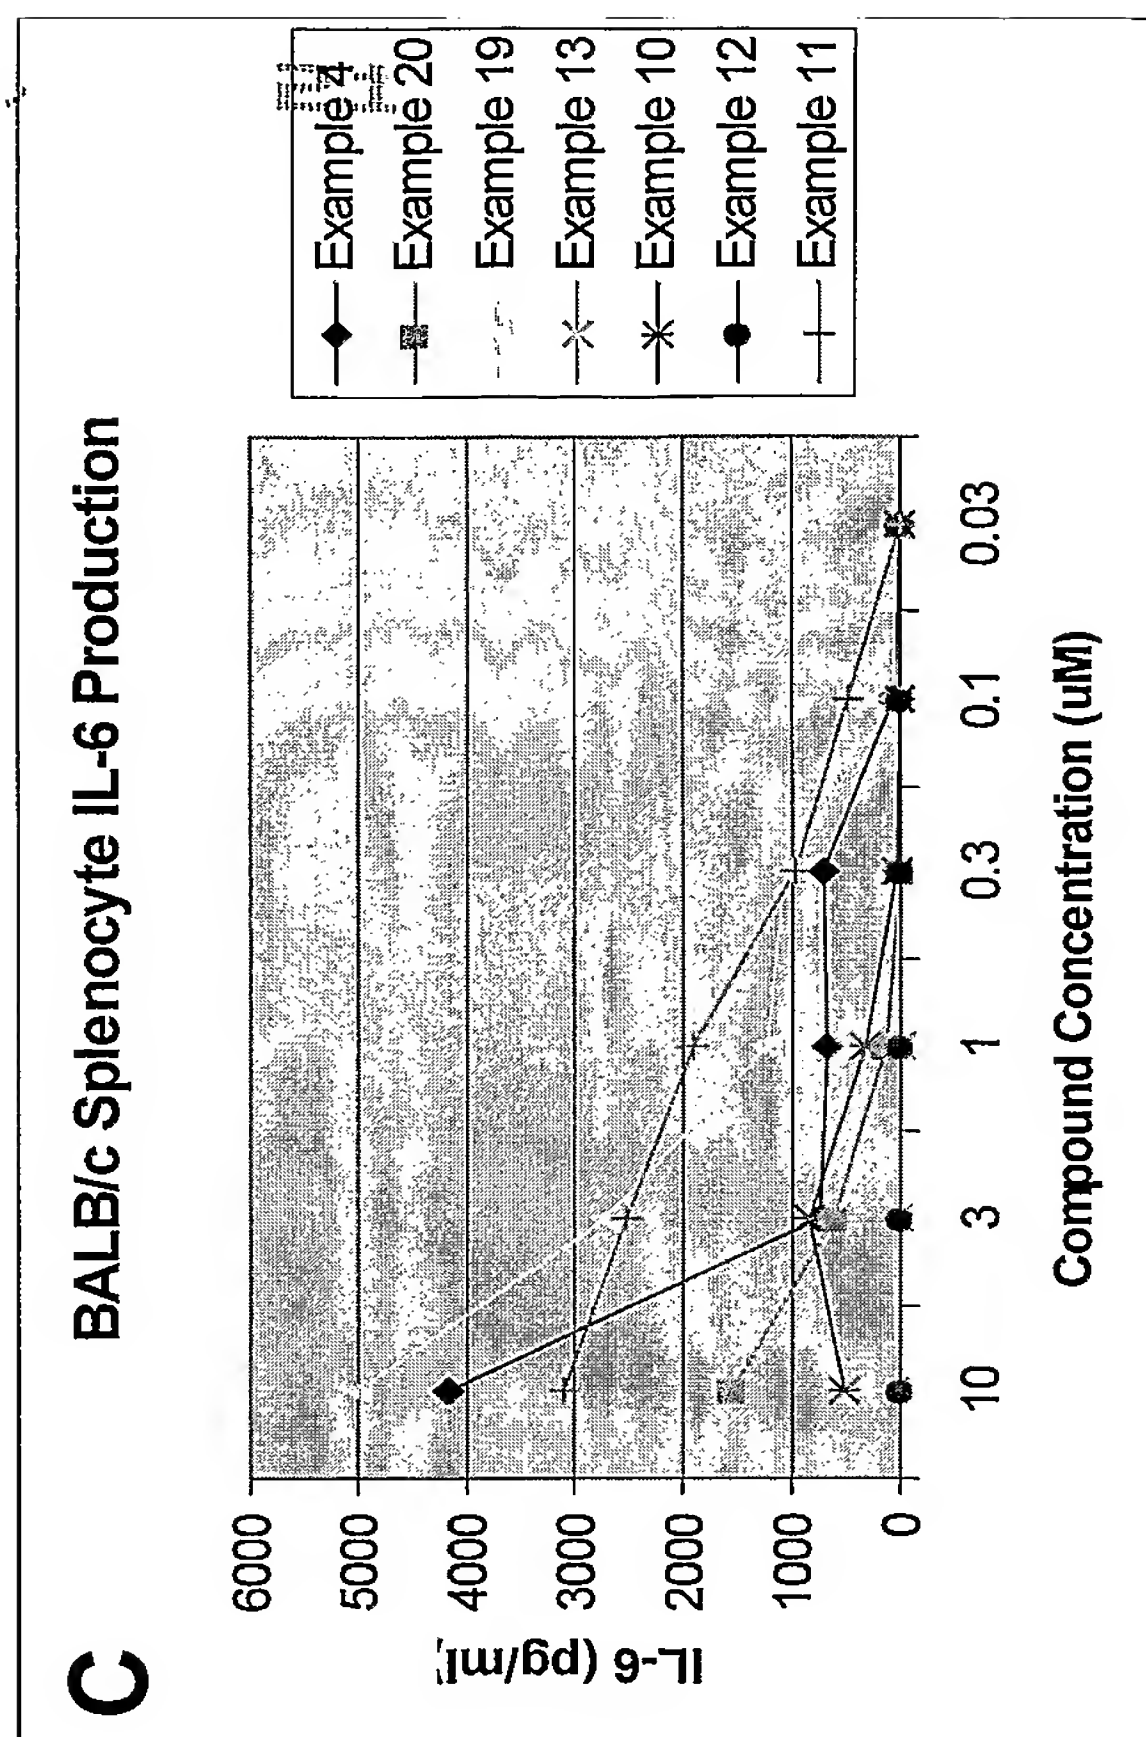 C
BALB/c Splenocyte IL-6 Production
IL-6 (pg/ml)
6000
5000
4000
3000
2000
1000
0
10
3
1
0.3
0.1
0.03
Compound Concentration (uM)
Example 4
Example 20
Example 19
Example 13
Example 10
Example 12
Example 11